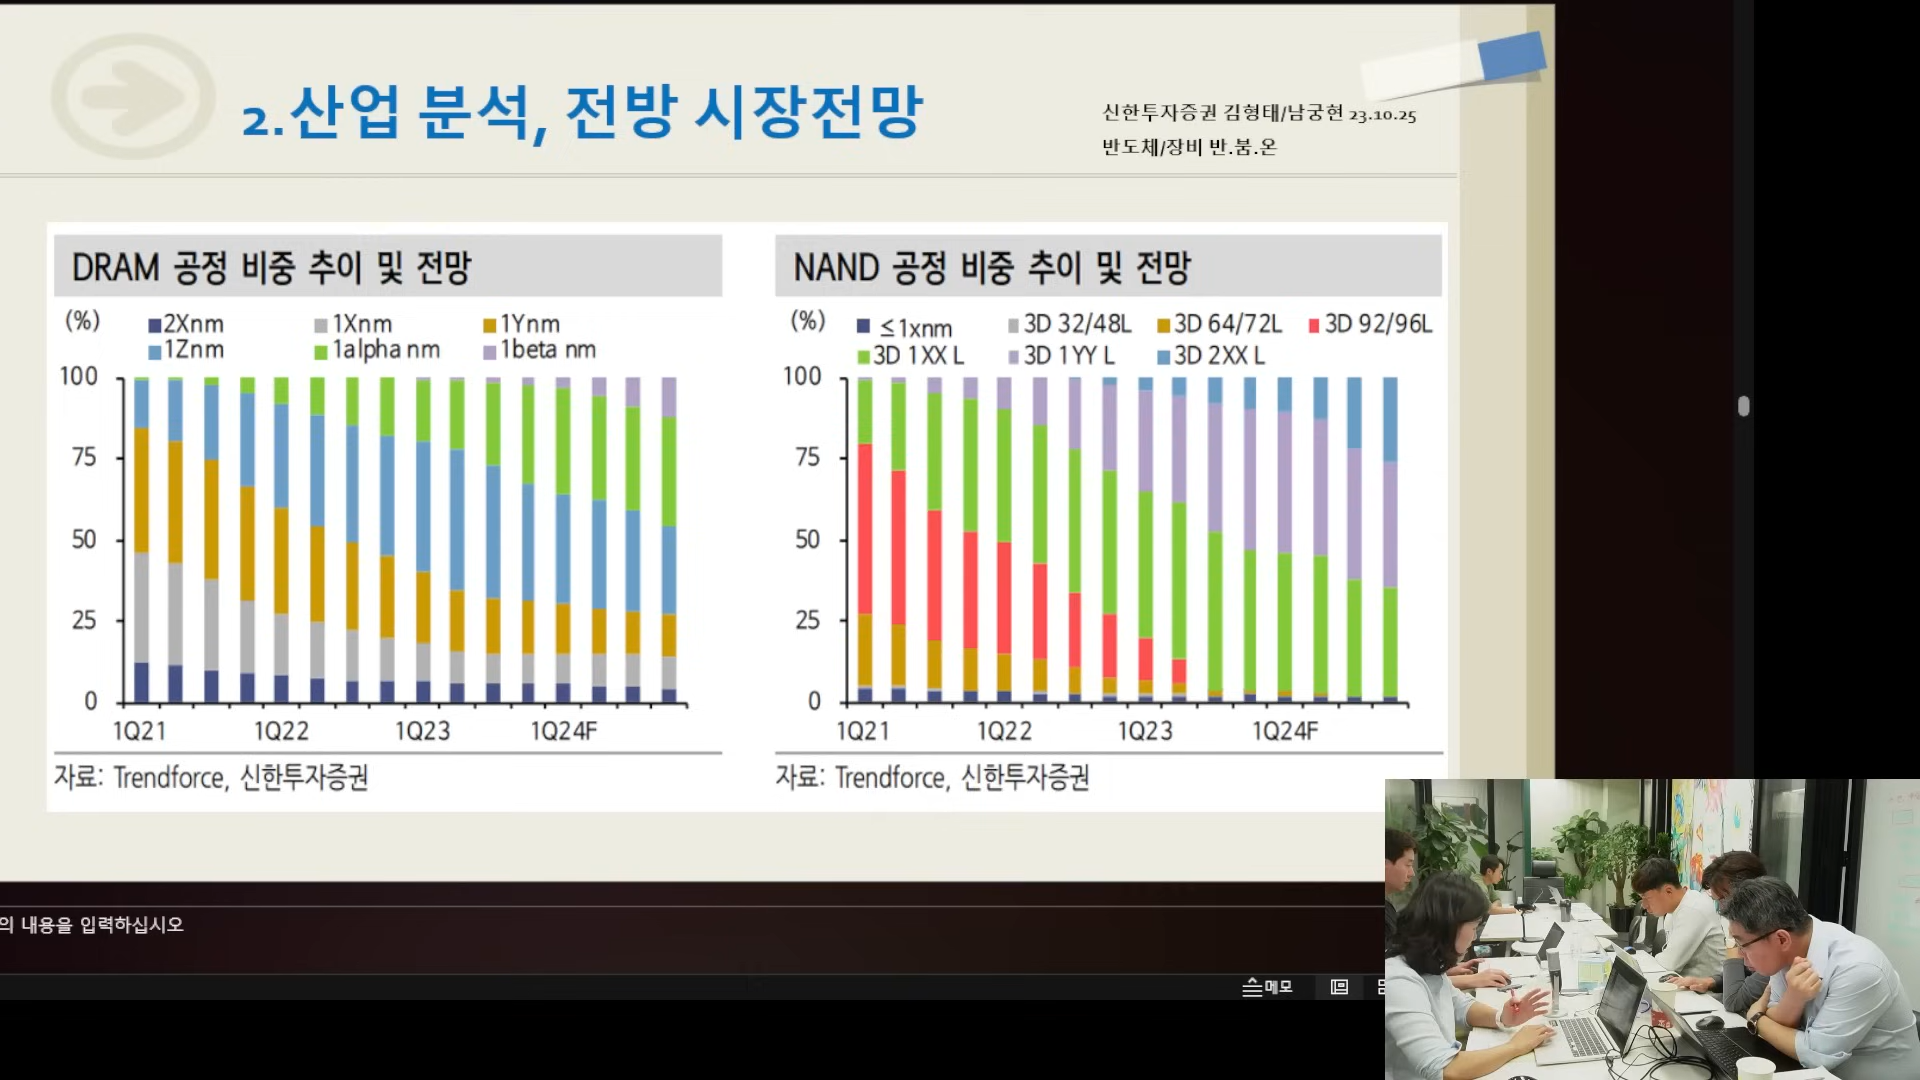 2.산업 분석, 전방 시장전망
신한투자증권 김형태/남궁현 23.10.25
반도체/장비 반.붐.온
DRAM 공정 비중 추이 및 전망
(%)
2Xnm 1Xnm 1Ynm
1Znm 1alpha nm 1beta nm
100
75
50
25
0
1Q21 1Q22 1Q23 1Q24F
자료: Trendforce, 신한투자증권
NAND 공정 비중 추이 및 전망
(%)
≤1xnm 3D 32/48L 3D 64/72L 3D 92/96L
3D 1XX L 3D 1YY L 3D 2XX L
100
75
50
25
0
1Q21 1Q22 1Q23 1Q24F
자료: Trendforce, 신한투자증권
의 내용을 입력하십시오
메모